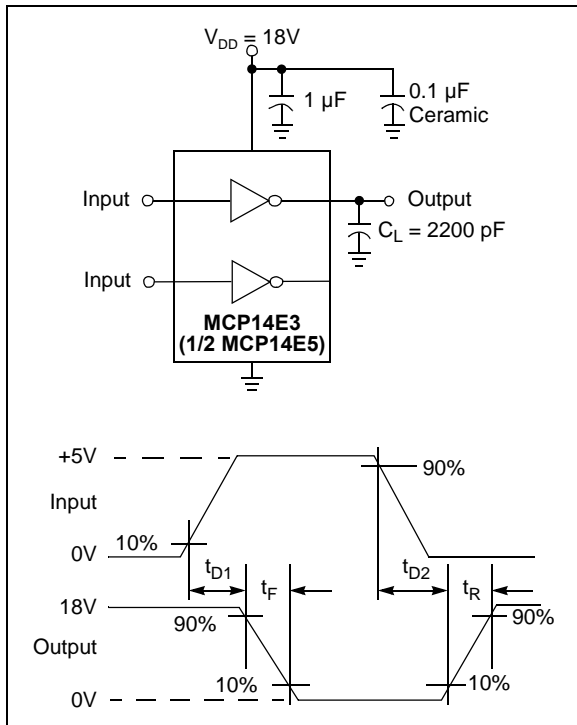 V_DD = 18V
1 µF
0.1 µF
Ceramic
Input
Output
C_L = 2200 pF
Input
MCP14E3
(1/2 MCP14E5)
+5V
90%
Input
10%
0V
t_D1
t_F
t_D2
t_R
18V
90%
90%
Output
10%
10%
0V